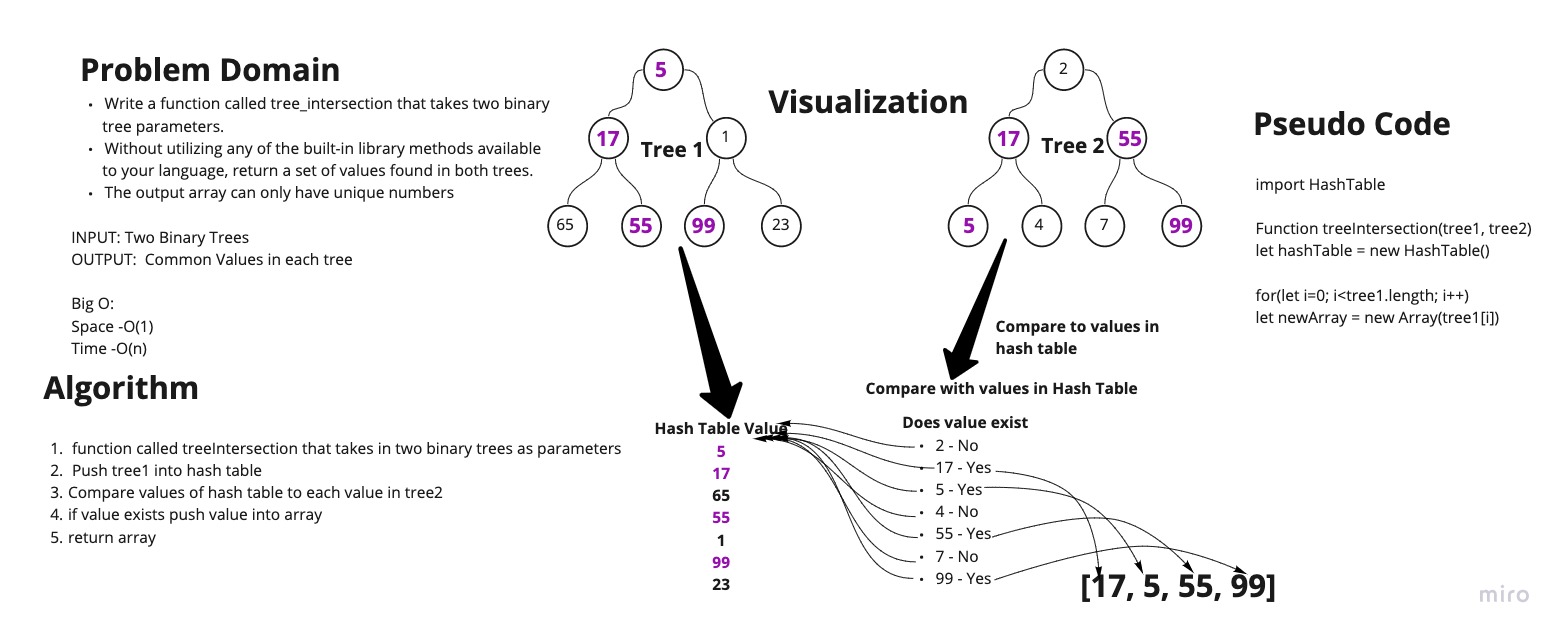 Problem Domain
• Write a function called tree_intersection that takes two binary
tree parameters.
• Without utilizing any of the built-in library methods available
to your language, return a set of values found in both trees.
• The output array can only have unique numbers
INPUT: Two Binary Trees
OUTPUT:  Common Values in each tree
Big O:
Space -O(1)
Time -O(n)
Algorithm
1.  function called treeIntersection that takes in two binary trees as parameters
2.  Push tree1 into hash table
3. Compare values of hash table to each value in tree2
4. if value exists push value into array
5. return array
5
17
Tree 1
1
65
55
99
23
Visualization
2
17
Tree 2
55
5
4
7
99
Compare to values in
hash table
Compare with values in Hash Table
Hash Table Value
5
17
65
55
1
99
23
Does value exist
• 2 - No
• 17 - Yes
• 5 - Yes
• 4 - No
• 55 - Yes
• 7 - No
• 99 - Yes
[17, 5, 55, 99]
Pseudo Code
import HashTable
Function treeIntersection(tree1, tree2)
let hashTable = new HashTable()
for(let i=0; i<tree1.length; i++)
let newArray = new Array(tree1[i])
miro